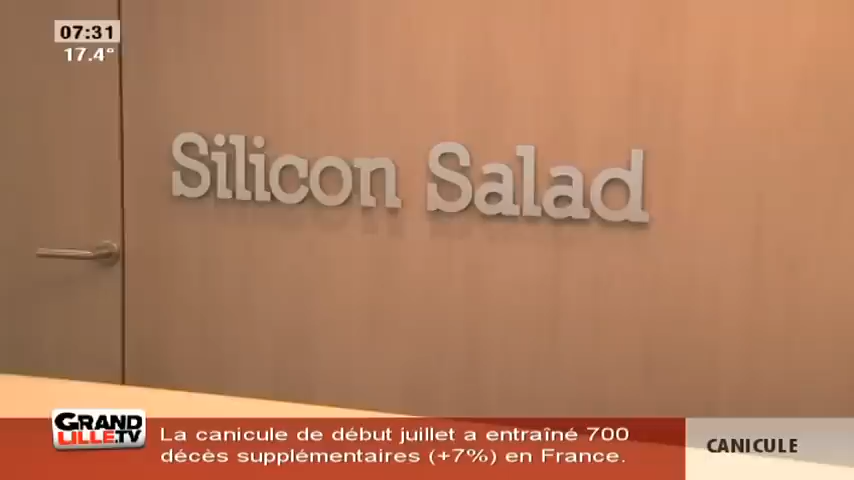 07:31
17.4°
Silicon Salad
GRAND
LILLE.TV
La canicule de début juillet a entraîné 700
décès supplémentaires (+7%) en France.
CANICULE